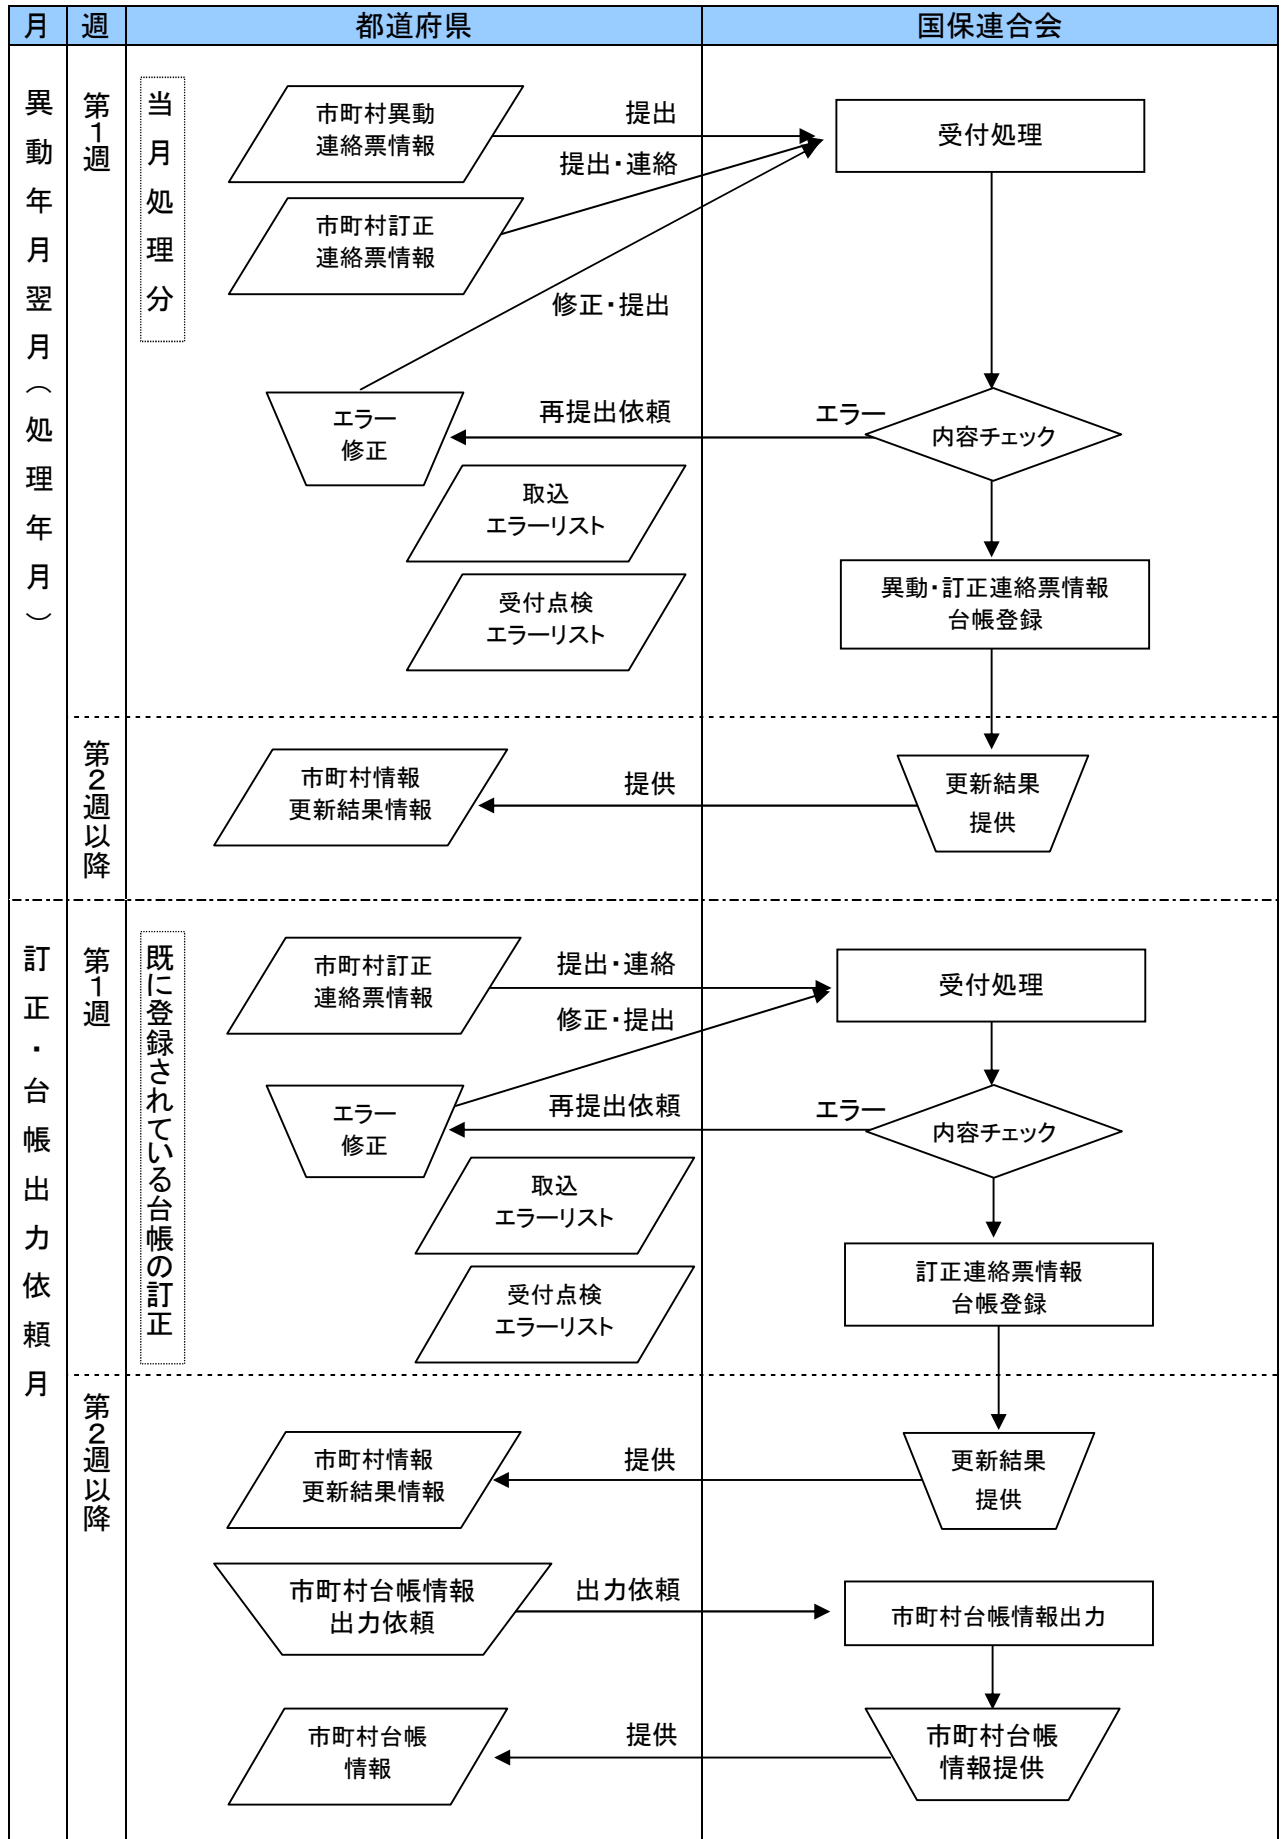 月
週
都道府県
国保連合会
異動年月翌月（処理年月）
第1週
当月処理分
市町村異動
連絡票情報
提出
受付処理
提出・連絡
市町村訂正
連絡票情報
修正・提出
エラー
修正
再提出依頼
エラー
内容チェック
取込
エラーリスト
異動・訂正連絡票情報
台帳登録
受付点検
エラーリスト
第2週以降
市町村情報
更新結果情報
提供
更新結果
提供
訂正・台帳出力依頼月
第1週
既に登録されている台帳の訂正
市町村訂正
連絡票情報
提出・連絡
受付処理
修正・提出
エラー
修正
再提出依頼
エラー
内容チェック
取込
エラーリスト
訂正連絡票情報
台帳登録
受付点検
エラーリスト
第2週以降
市町村情報
更新結果情報
提供
更新結果
提供
市町村台帳情報
出力依頼
出力依頼
市町村台帳情報出力
市町村台帳
情報
提供
市町村台帳
情報提供